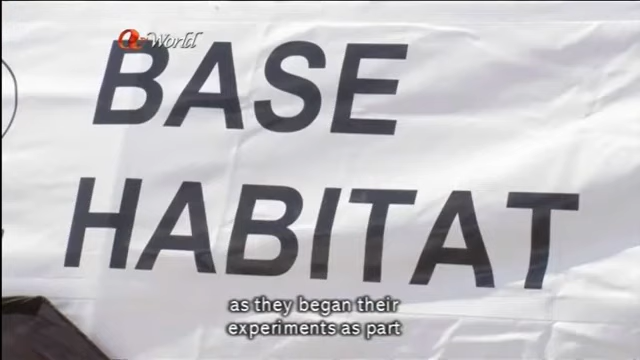 World
BASE
HABITAT
as they began their
experiments as part